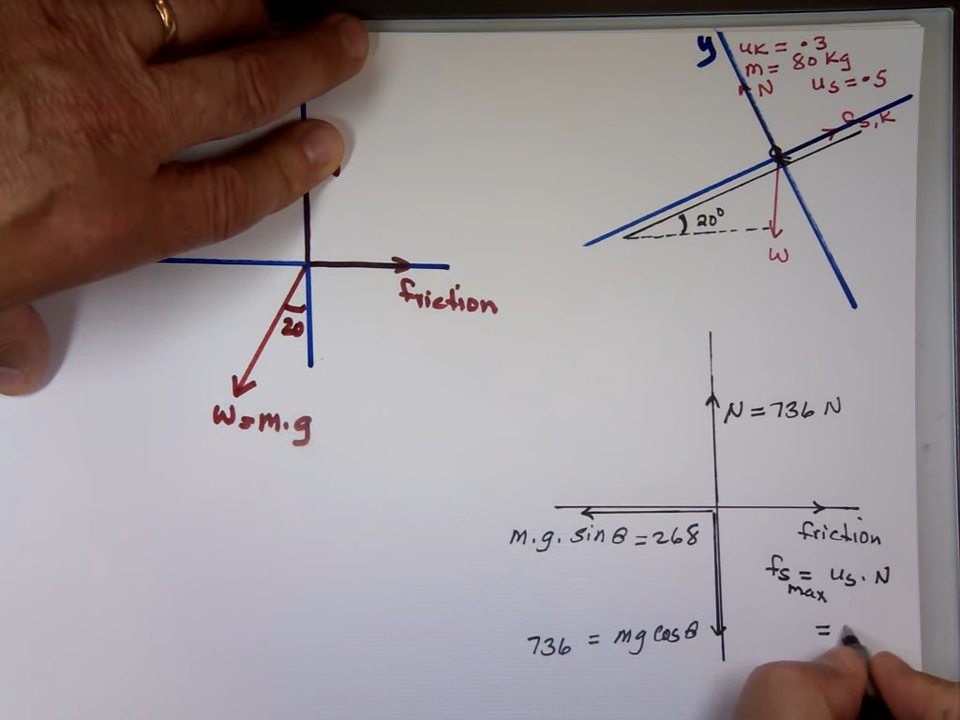 y
uk = .3
m = 80 kg
N us = .5
20°
W
friction
20
W = m.g
N = 736 N
m.g. sin θ = 268
friction
fs = us. N
max
=
736 = mg cos θ